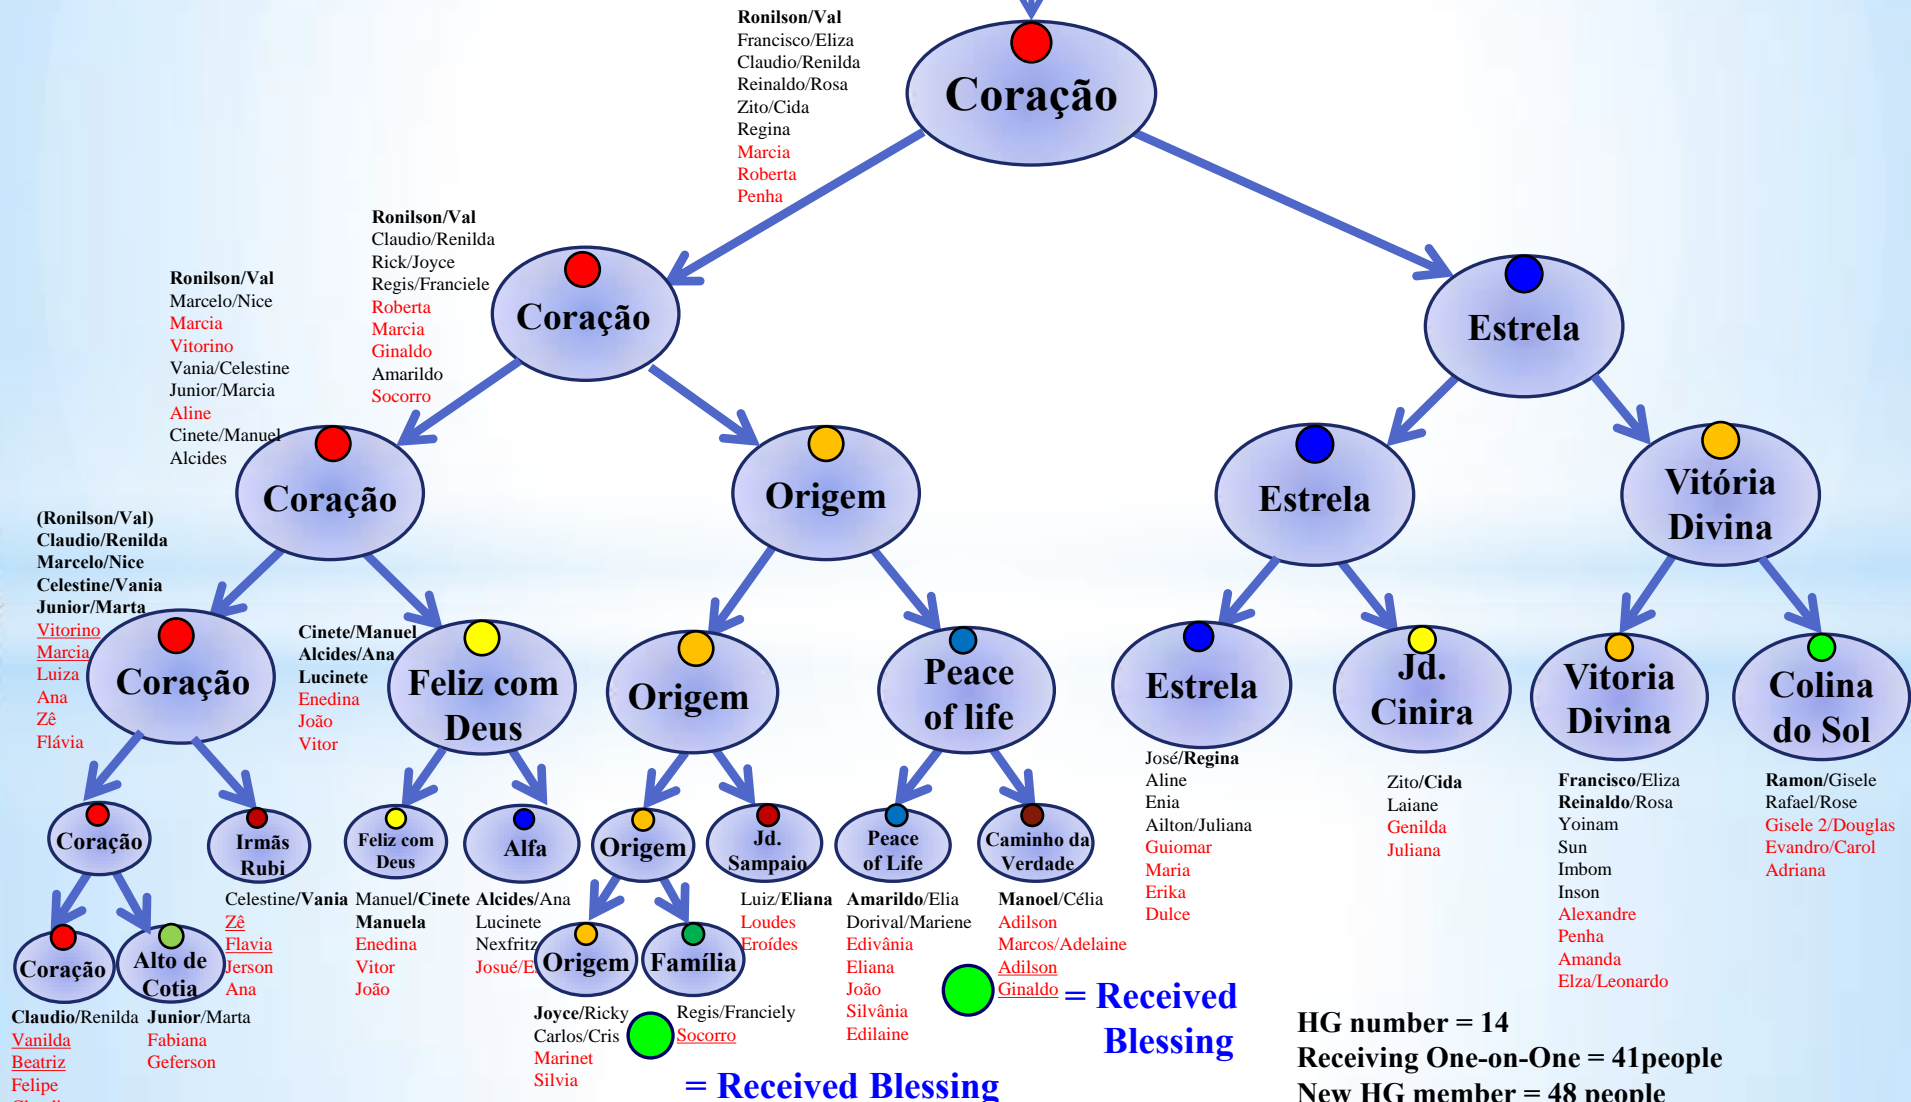 Ronilson/Val
Francisco/Eliza
Claudio/Renilda
Reinaldo/Rosa
Zito/Cida
Regina
Marcia
Roberta
Penha
Coração
Ronilson/Val
Claudio/Renilda
Rick/Joyce
Regis/Franciele
Roberta
Marcia
Ginaldo
Amarildo
Socorro
Coração
Estrela
Ronilson/Val
Marcelo/Nice
Marcia
Vitorino
Vania/Celestine
Junior/Marcia
Aline
Cinete/Manuel
Alcides
Coração
Origem
Estrela
Vitória
Divina
(Ronilson/Val)
Claudio/Renilda
Marcelo/Nice
Celestine/Vania
Junior/Marta
Vitorino
Marcia
Luiza
Ana
Zê
Flávia
Coração
Cinete/Manuel
Alcides/Ana
Lucinete
Enedina
João
Vitor
Feliz com
Deus
Origem
Peace
of life
Estrela
Jd.
Cinira
Vitoria
Divina
Colina
do Sol
José/Regina
Aline
Enia
Ailton/Juliana
Guiomar
Maria
Erika
Dulce
Zito/Cida
Laiane
Genilda
Juliana
Francisco/Eliza
Reinaldo/Rosa
Yoinam
Sun
Imbom
Inson
Alexandre
Penha
Amanda
Elza/Leonardo
Ramon/Gisele
Rafael/Rose
Gisele 2/Douglas
Evandro/Carol
Adriana
Coração
Irmãs
Rubi
Feliz com
Deus
Alfa
Origem
Jd.
Sampaio
Peace
of Life
Caminho da
Verdade
Celestine/Vania
Zê
Flavia
Jerson
Ana
Manuel/Cinete
Manuela
Enedina
Vitor
João
Alcides/Ana
Lucinete
Nexfritz
Josué/E
Luiz/Eliana
Loudes
Eroídes
Amarildo/Elia
Dorival/Mariene
Edivânia
Eliana
João
Silvânia
Edilaine
Manoel/Célia
Adilson
Marcos/Adelaine
Adilson
Ginaldo
Coração
Alto de
Cotia
Origem
Família
Claudio/Renilda
Vanilda
Beatriz
Felipe
Junior/Marta
Fabiana
Geferson
Joyce/Ricky
Carlos/Cris
Marinet
Silvia
Regis/Franciely
Socorro
= Received
Blessing
= Received Blessing
HG number = 14
Receiving One-on-One = 41people
New HG member = 48 people